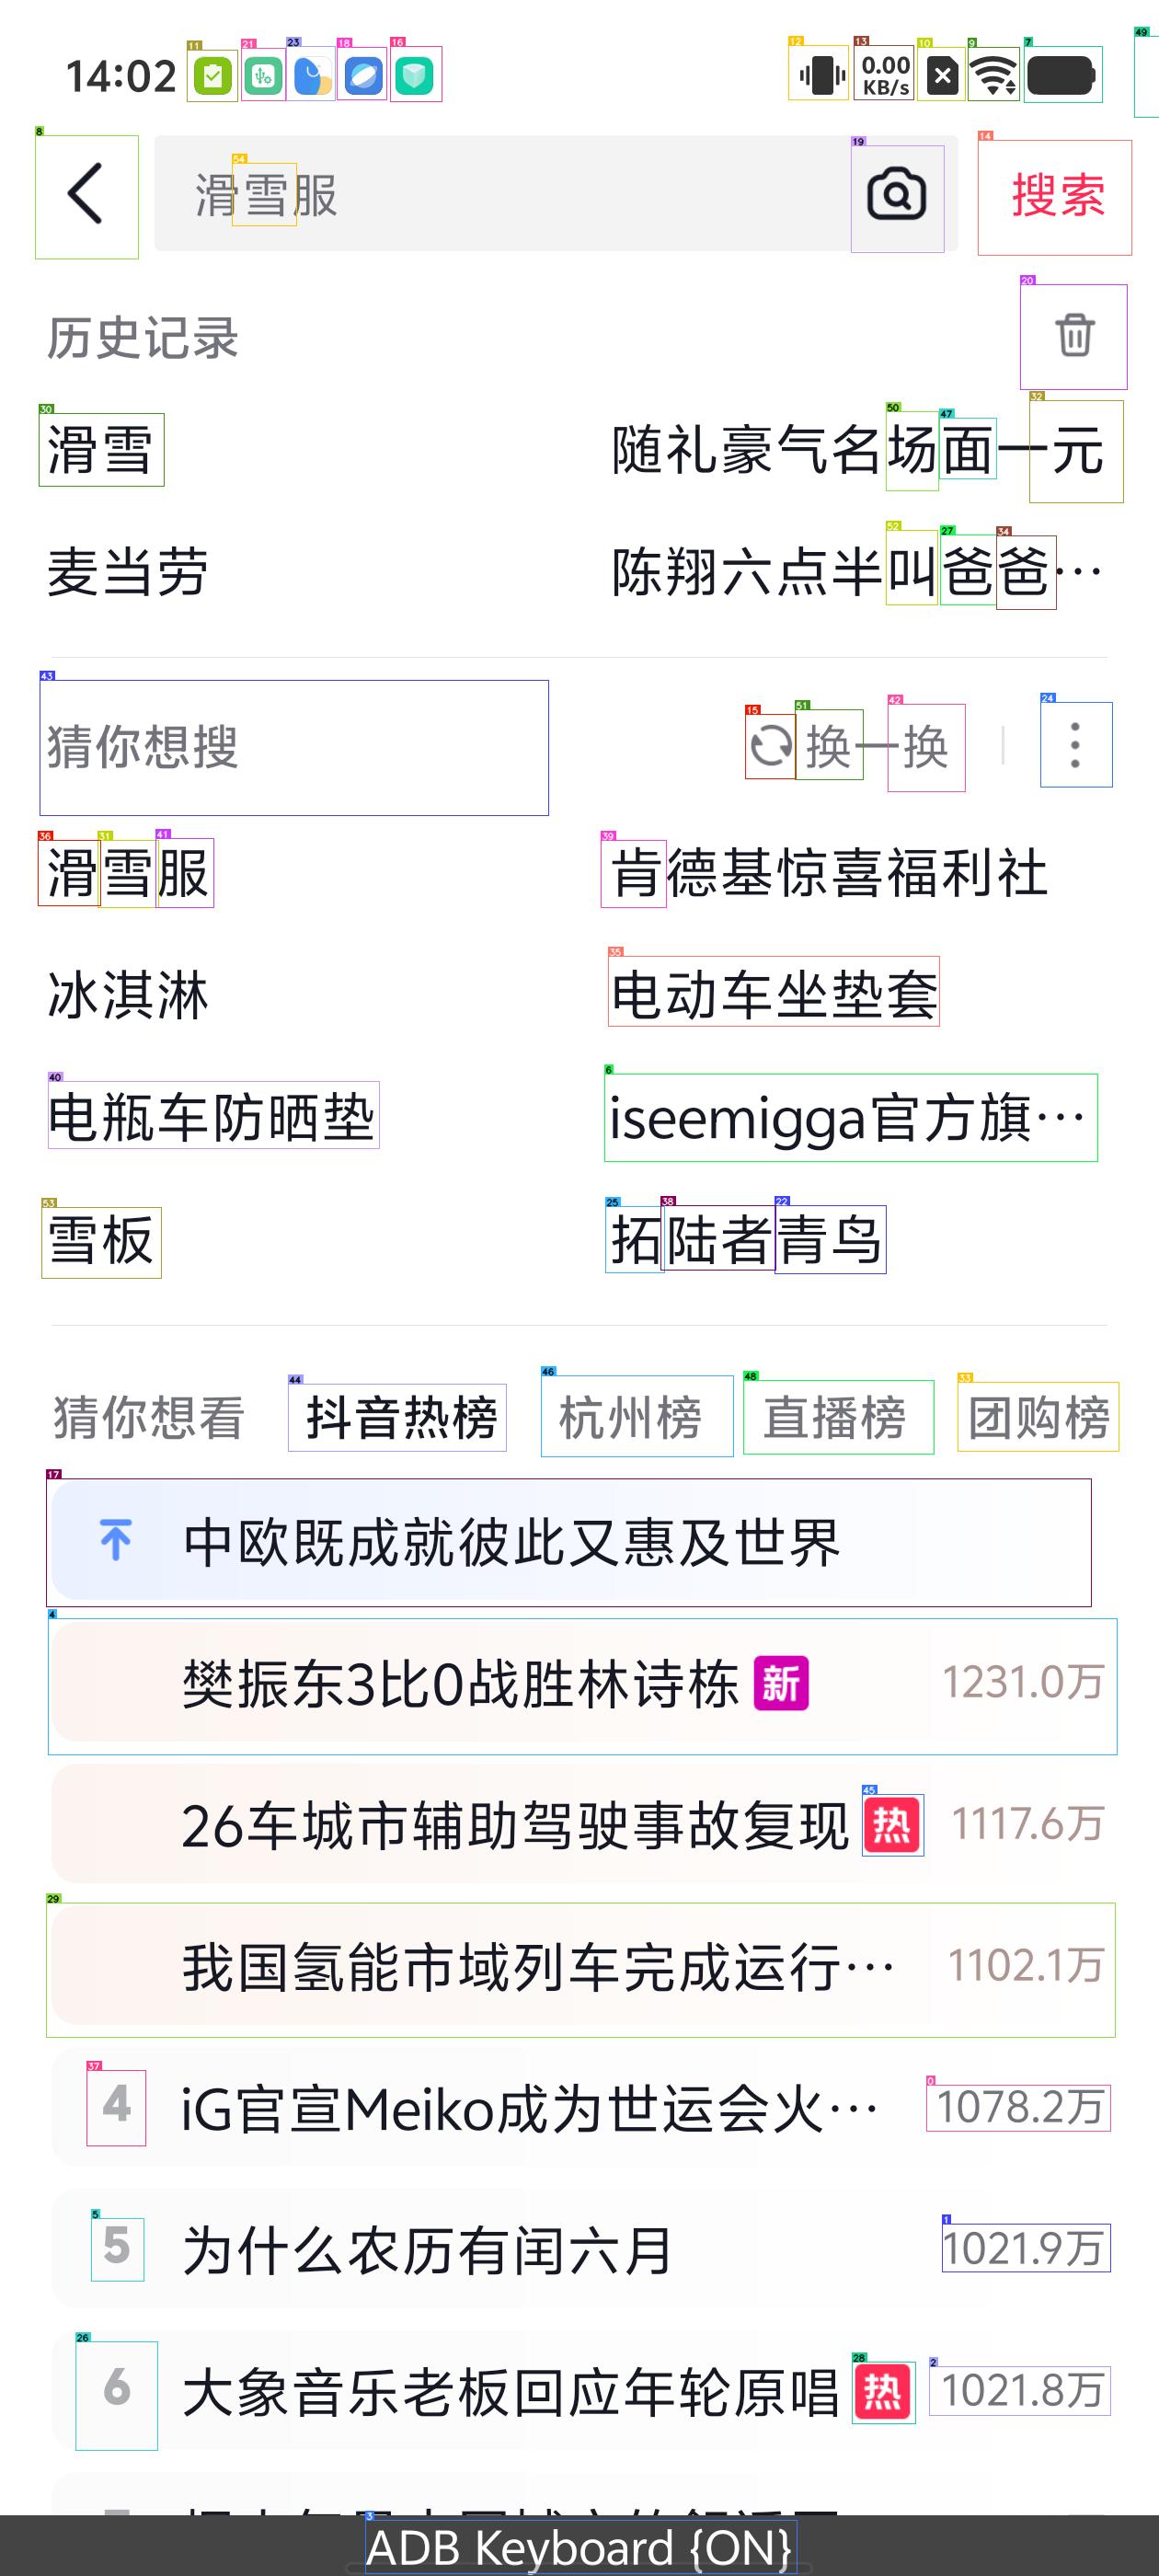 14:02
0.00
KB/s
滑雪服
搜索
历史记录
滑雪
随礼豪气名场面一元
麦当劳
陈翔六点半叫爸爸…
猜你想搜
换一换
滑雪服
肯德基惊喜福利社
冰淇淋
电动车坐垫套
电瓶车防晒垫
iseemigga官方旗…
雪板
拓陆者青鸟
猜你想看 抖音热榜 杭州榜 直播榜 团购榜
中欧既成就彼此又惠及世界
樊振东3比0战胜林诗栋 新 1231.0万
26车城市辅助驾驶事故复现 热 1117.6万
我国氢能市域列车完成运行… 1102.1万
4 iG官宣Meiko成为世运会火… 1078.2万
5 为什么农历有闰六月 1021.9万
6 大象音乐老板回应年轮原唱 热 1021.8万
ADB Keyboard {ON}